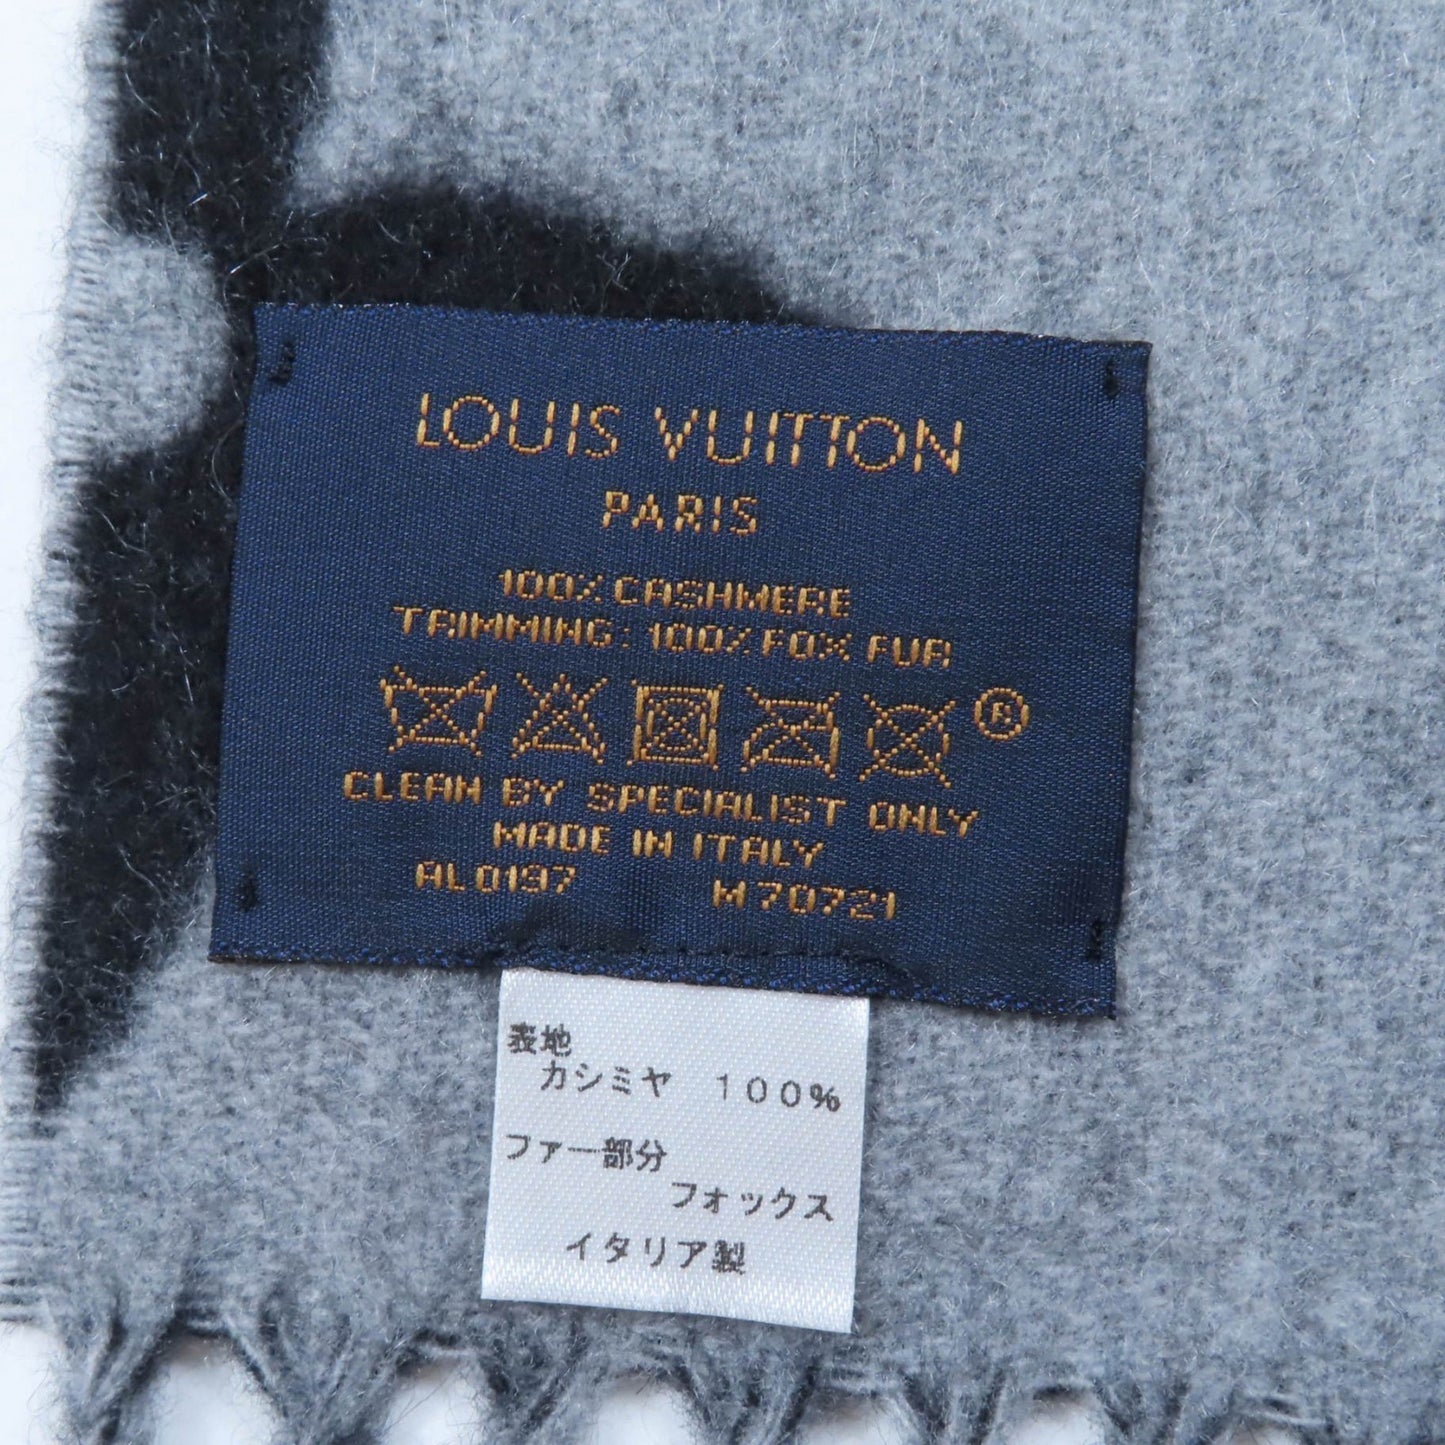 LOUIS VUITTON
PARIS
100% CASHMERE
TRIMMING: 100% FOX FUR
®
CLEAN BY SPECIALIST ONLY
MADE IN ITALY
AL0197 M70721
表地
カシミヤ 100%
ファー部分
フォックス
イタリア製